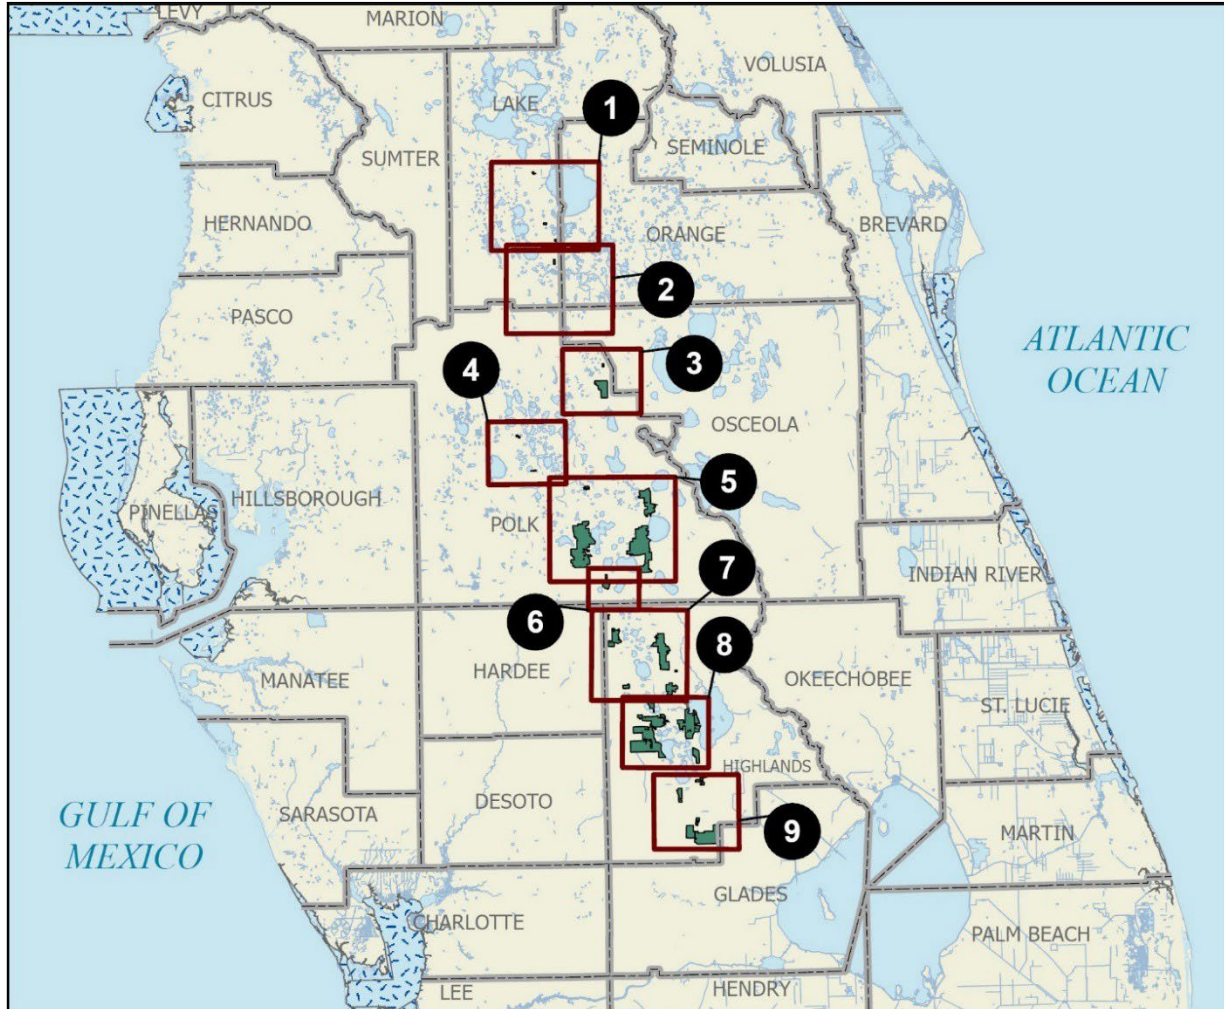 LEVY
MARION
VOLUSIA
CITRUS
LAKE
1
SEMINOLE
SUMTER
HERNANDO
ORANGE
BREVARD
2
PASCO
ATLANTIC
OCEAN
3
4
OSCEOLA
5
HILLSBOROUGH
PINELLAS
POLK
7
INDIAN RIVER
6
8
HARDEE
MANATEE
OKEECHOBEE
ST. LUCIE
HIGHLANDS
DESOTO
SARASOTA
GULF OF
MEXICO
9
MARTIN
GLADES
CHARLOTTE
PALM BEACH
LEE
HENDRY